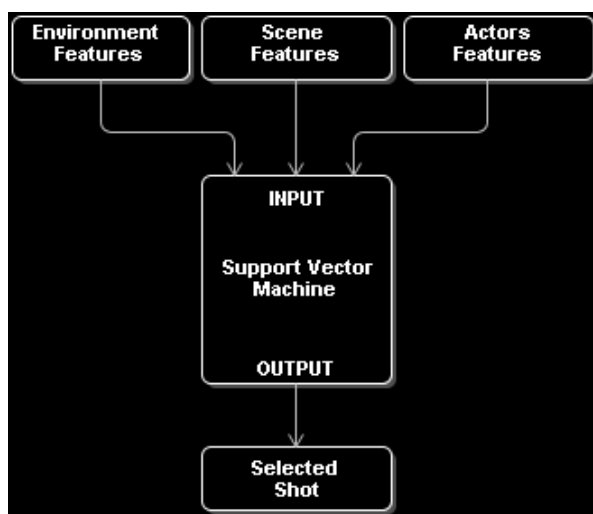 Environment
Features
Scene
Features
Actors
Features
INPUT
Support Vector
Machine
OUTPUT
Selected
Shot